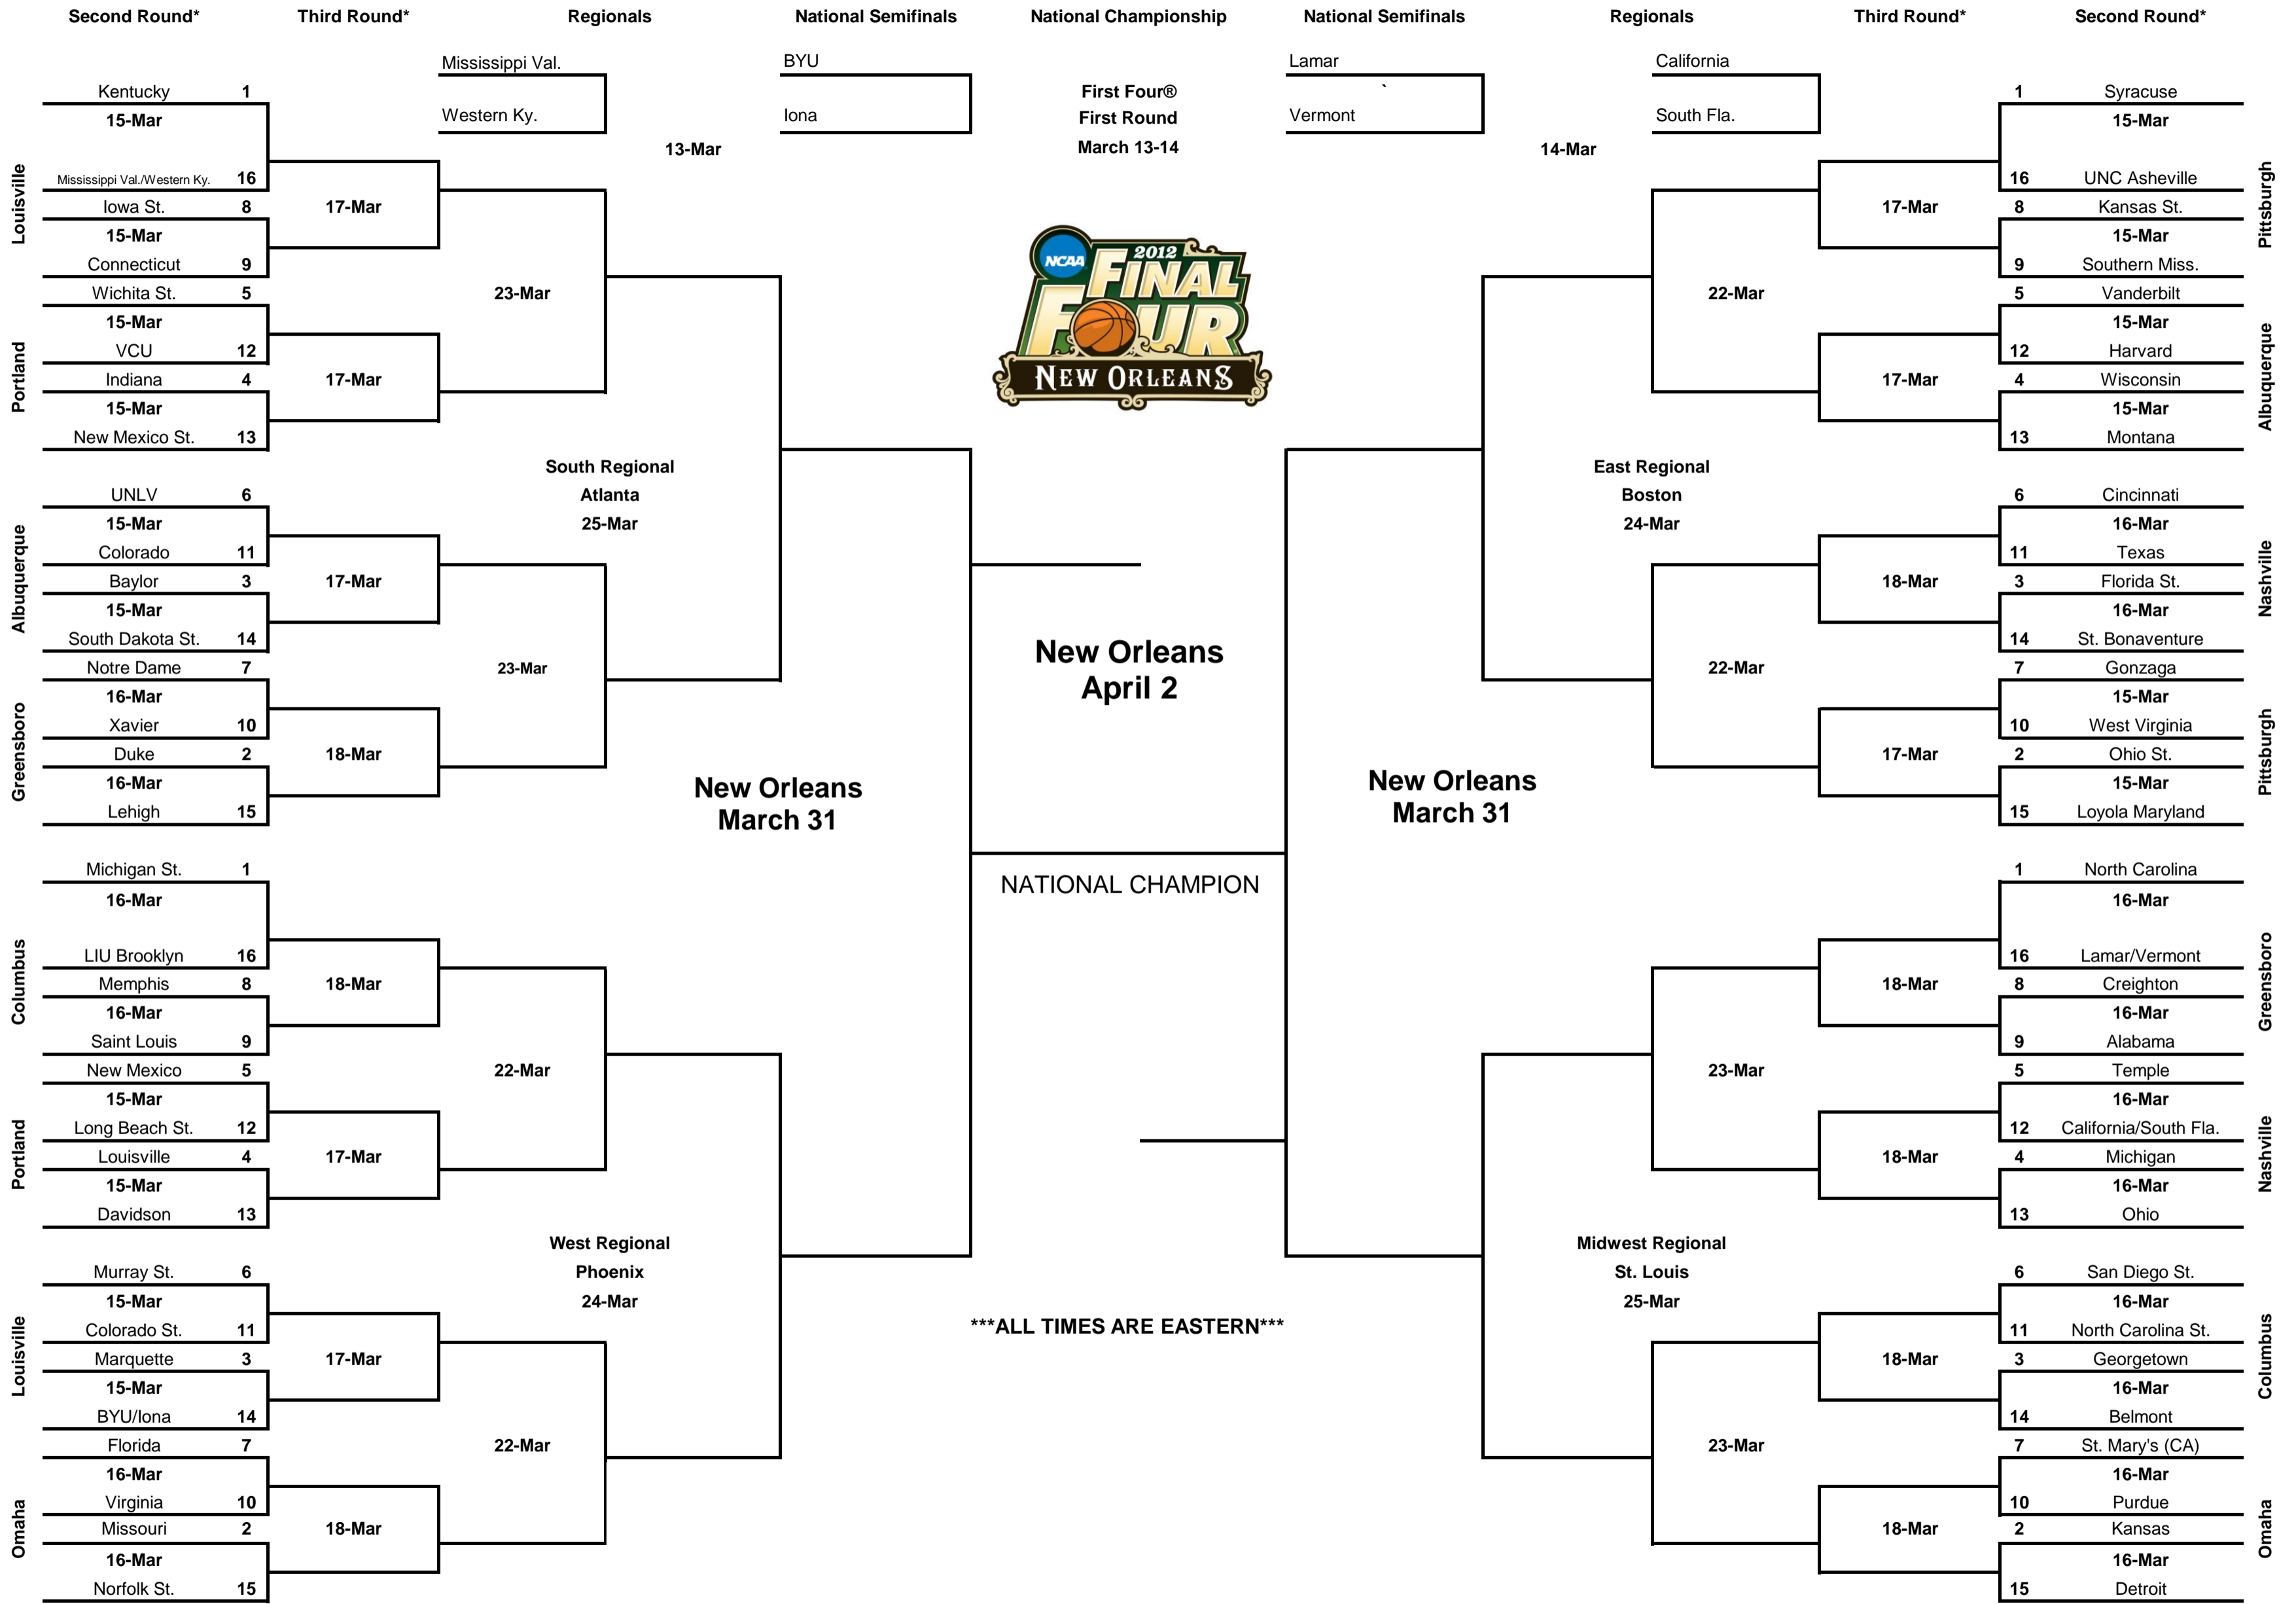 Second Round* Third Round* Regionals National Semifinals National Championship National Semifinals Regionals Third Round* Second Round*
Mississippi Val.
Western Ky.
13-Mar
BYU
Iona
First Four®
First Round
March 13-14
Lamar
`
Vermont
14-Mar
California
South Fla.
Louisville
Kentucky 1
15-Mar
Mississippi Val./Western Ky. 16
Iowa St. 8
15-Mar
Connecticut 9
17-Mar
Portland
Wichita St. 5
15-Mar
VCU 12
Indiana 4
15-Mar
New Mexico St. 13
17-Mar
23-Mar
South Regional
Atlanta
25-Mar
Albuquerque
UNLV 6
15-Mar
Colorado 11
Baylor 3
15-Mar
South Dakota St. 14
17-Mar
Greensboro
Notre Dame 7
16-Mar
Xavier 10
Duke 2
16-Mar
Lehigh 15
18-Mar
23-Mar
New Orleans
March 31
Columbus
Michigan St. 1
16-Mar
LIU Brooklyn 16
Memphis 8
16-Mar
Saint Louis 9
18-Mar
Portland
New Mexico 5
15-Mar
Long Beach St. 12
Louisville 4
15-Mar
Davidson 13
17-Mar
22-Mar
West Regional
Phoenix
24-Mar
Louisville
Murray St. 6
15-Mar
Colorado St. 11
Marquette 3
15-Mar
BYU/Iona 14
17-Mar
Omaha
Florida 7
16-Mar
Virginia 10
Missouri 2
16-Mar
Norfolk St. 15
18-Mar
22-Mar
NCAA
2012
FINAL
FOUR
NEW ORLEANS
New Orleans
April 2
NATIONAL CHAMPION
***ALL TIMES ARE EASTERN***
Pittsburgh
1 Syracuse
15-Mar
16 UNC Asheville
8 Kansas St.
15-Mar
9 Southern Miss.
17-Mar
Albuquerque
5 Vanderbilt
15-Mar
12 Harvard
4 Wisconsin
15-Mar
13 Montana
17-Mar
22-Mar
East Regional
Boston
24-Mar
Nashville
6 Cincinnati
16-Mar
11 Texas
3 Florida St.
16-Mar
14 St. Bonaventure
18-Mar
Pittsburgh
7 Gonzaga
15-Mar
10 West Virginia
2 Ohio St.
15-Mar
15 Loyola Maryland
17-Mar
22-Mar
New Orleans
March 31
Greensboro
1 North Carolina
16-Mar
16 Lamar/Vermont
8 Creighton
16-Mar
9 Alabama
18-Mar
Nashville
5 Temple
16-Mar
12 California/South Fla.
4 Michigan
16-Mar
13 Ohio
18-Mar
23-Mar
Midwest Regional
St. Louis
25-Mar
Columbus
6 San Diego St.
16-Mar
11 North Carolina St.
3 Georgetown
16-Mar
14 Belmont
18-Mar
Omaha
7 St. Mary's (CA)
16-Mar
10 Purdue
2 Kansas
16-Mar
15 Detroit
18-Mar
23-Mar